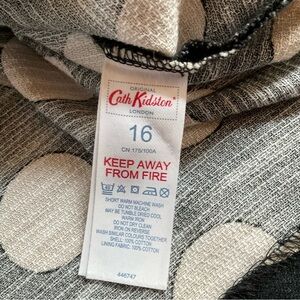 ORIGINAL
Cath Kidston
LONDON
16
CN 175/100A
KEEP AWAY
FROM FIRE
SHORT WARM MACHINE WASH
DO NOT BLEACH
MAY BE TUMBLE DRIED COOL
WARM IRON
DO NOT DRY CLEAN
IRON ON REVERSE
WASH SIMILAR COLOURS TOGETHER
SHELL: 100% COTTON
LINING FABRIC: 100% COTTON
446747